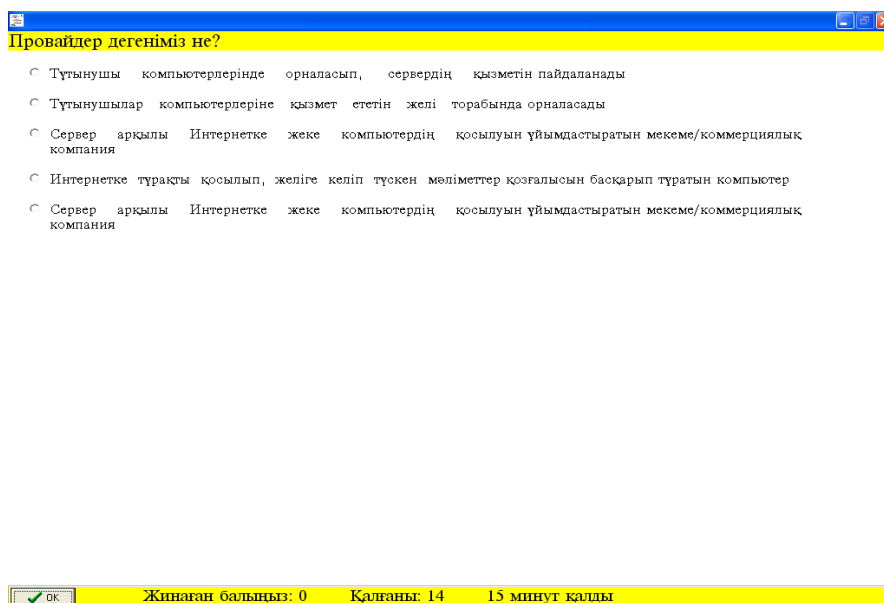 Провайдер дегеніміз не?
Тұтынушы компьютерлерінде орналасып, сервердің қызметін пайдаланады
Тұтынушылар компьютерлеріне қызмет ететін желі торабында орналасады
Сервер арқылы Интернетке жеке компьютердің қосылуын ұйымдастыратын мекеме/коммерциялық
компания
Интернетке тұрақты қосылып, желіге келіп түскен мәліметтер қозғалысын басқарып тұратын компьютер
Сервер арқылы Интернетке жеке компьютердің қосылуын ұйымдастыратын мекеме/коммерциялық
компания
OK Жинаған балыңыз: 0 Қалғаны: 14 15 минут қалды